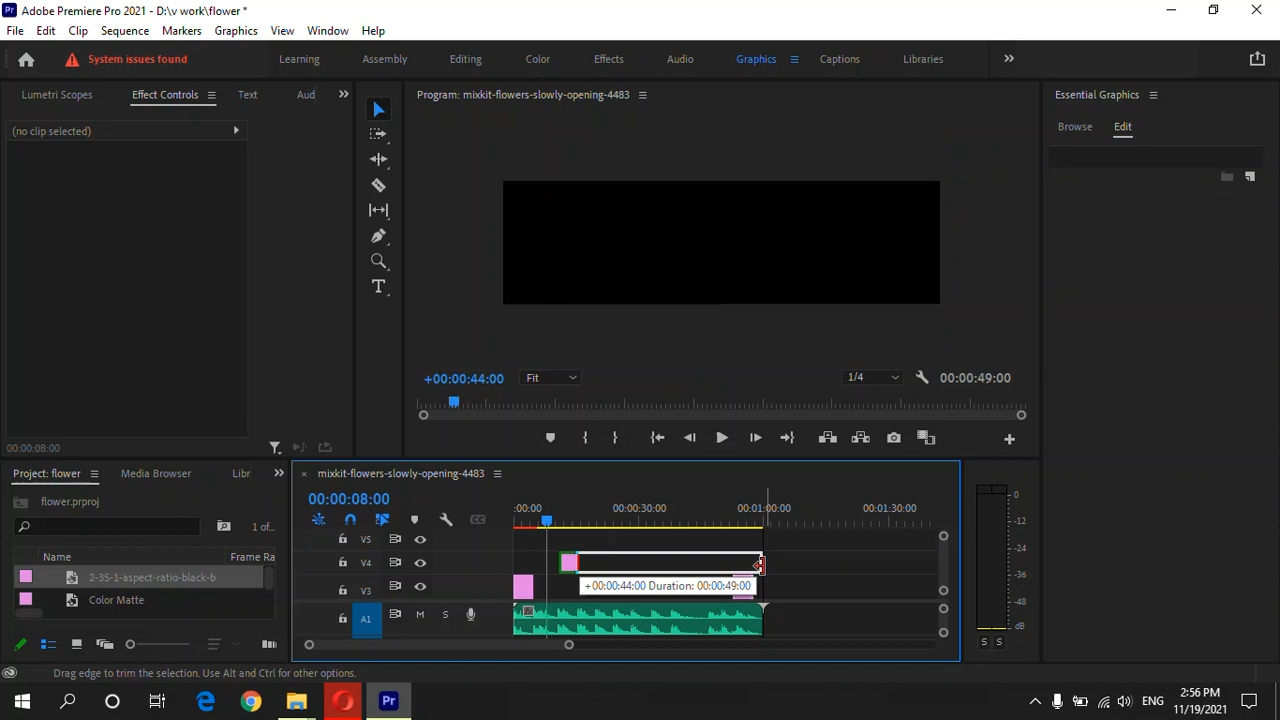 Adobe Premiere Pro 2021 - D:\v work\flower *
File Edit Clip Sequence Markers Graphics View Window Help
System issues found Learning Assembly Editing Color Effects Audio Graphics Captions Libraries
Lumetri Scopes Effect Controls Text Aud Program: mixkit-flowers-slowly-opening-4483 Essential Graphics
(no clip selected) Browse Edit
+00:00:44:00 Fit 1/4 00:00:49:00
00:00:08:00
Project: flower Media Browser Libr mixkit-flowers-slowly-opening-4483
flower.prproj 00:00:08:00
:00:00 00:00:30:00 00:01:00:00 00:01:30:00
1 of...
Name Frame Ra
2-35-1-aspect-ratio-black-b
Color Matte
V5
V4
V3
+00:00:44:00 Duration: 00:00:49:00
A1 M S
0
-12
-24
-36
-48
dB
S S
Drag edge to trim the selection. Use Alt and Ctrl for other options.
Pr
ENG 2:56 PM
11/19/2021